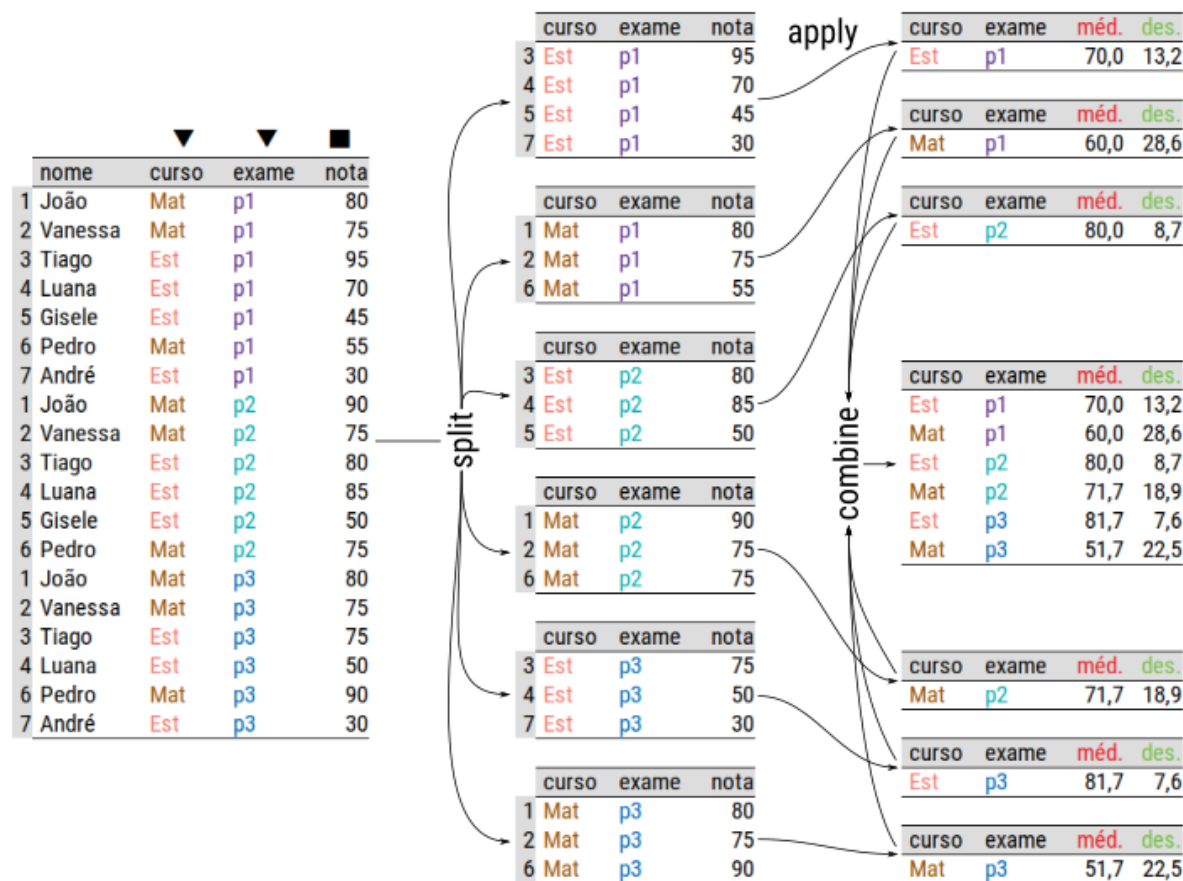 nome curso exame nota
1 João Mat p1 80
2 Vanessa Mat p1 75
3 Tiago Est p1 95
4 Luana Est p1 70
5 Gisele Est p1 45
6 Pedro Mat p1 55
7 André Est p1 30
1 João Mat p2 90
2 Vanessa Mat p2 75
3 Tiago Est p2 80
4 Luana Est p2 85
5 Gisele Est p2 50
6 Pedro Mat p2 75
1 João Mat p3 80
2 Vanessa Mat p3 75
3 Tiago Est p3 75
4 Luana Est p3 50
6 Pedro Mat p3 90
7 André Est p3 30
split
curso exame nota
3 Est p1 95
4 Est p1 70
5 Est p1 45
7 Est p1 30
curso exame nota
1 Mat p1 80
2 Mat p1 75
6 Mat p1 55
curso exame nota
3 Est p2 80
4 Est p2 85
5 Est p2 50
curso exame nota
1 Mat p2 90
2 Mat p2 75
6 Mat p2 75
curso exame nota
3 Est p3 75
4 Est p3 50
7 Est p3 30
curso exame nota
1 Mat p3 80
2 Mat p3 75
6 Mat p3 90
apply
curso exame méd. des.
Est p1 70,0 13,2
curso exame méd. des.
Mat p1 60,0 28,6
curso exame méd. des.
Est p2 80,0 8,7
combine
curso exame méd. des.
Est p1 70,0 13,2
Mat p1 60,0 28,6
Est p2 80,0 8,7
Mat p2 71,7 18,9
Est p3 81,7 7,6
Mat p3 51,7 22,5
curso exame méd. des.
Mat p2 71,7 18,9
curso exame méd. des.
Est p3 81,7 7,6
curso exame méd. des.
Mat p3 51,7 22,5